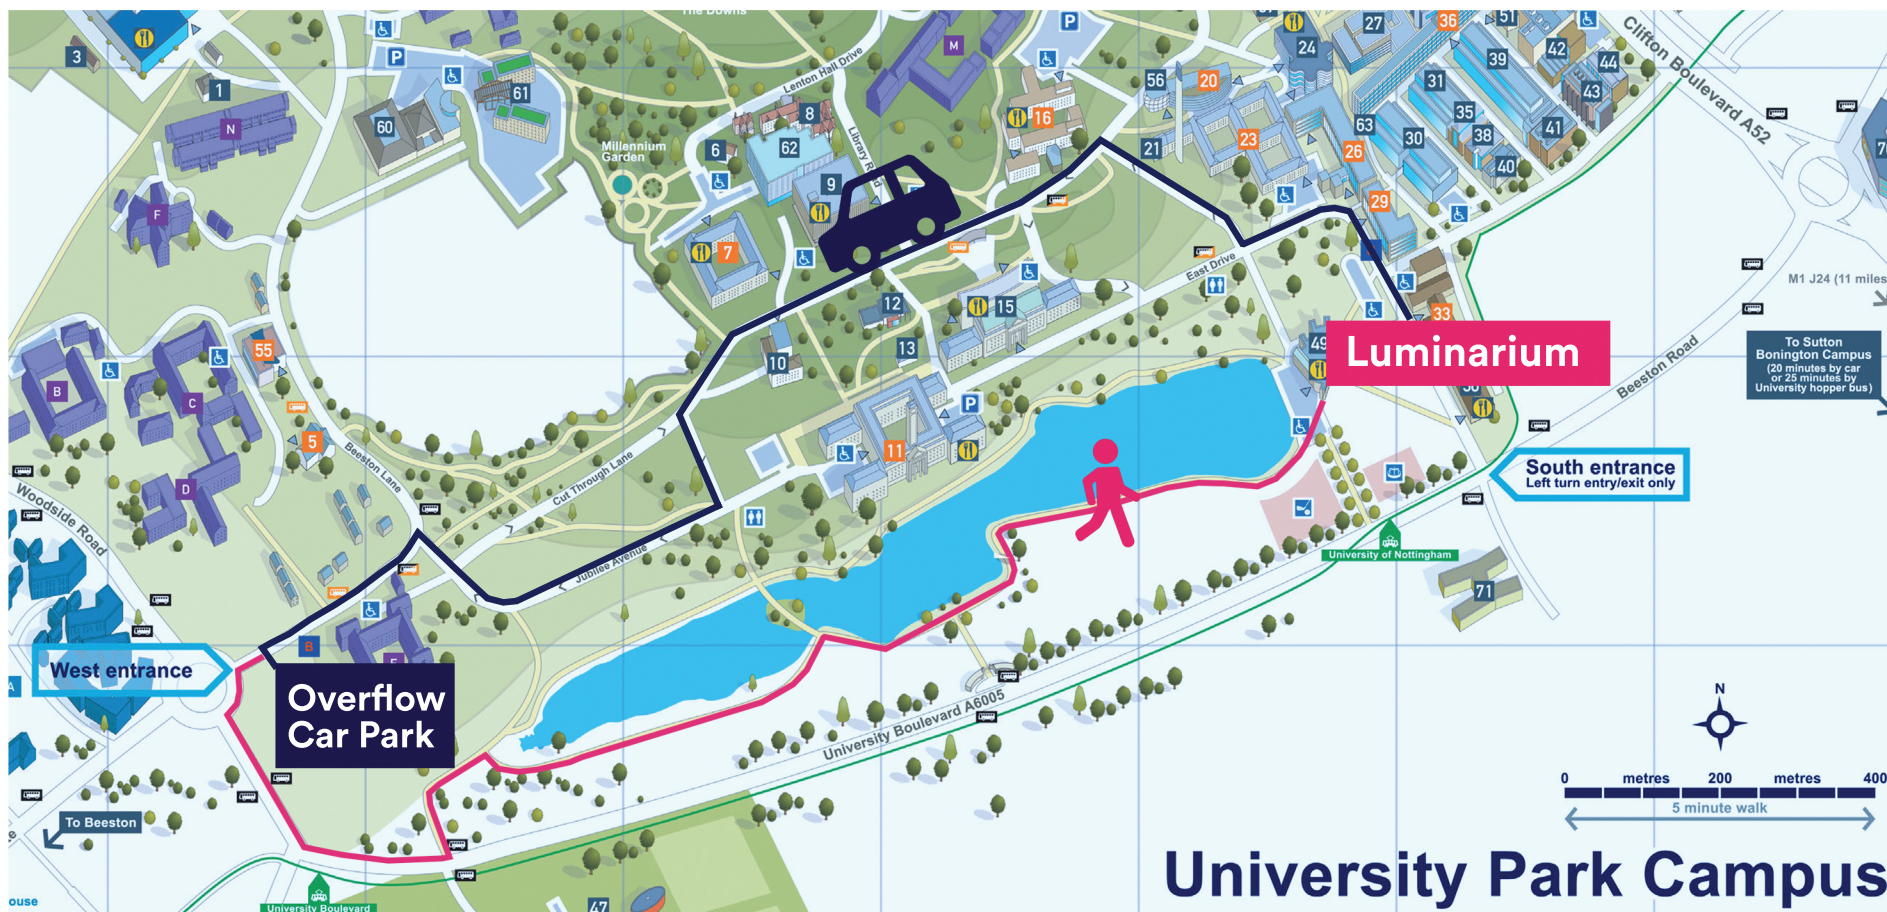 The Downs
P
27
36
51
Clifton Boulevard A52
3
P
M
24
42
1
61
Lenton Hall Drive
56
20
39
44
31
43
N
60
8
16
35
Millennium
Garden
6
62
23
63
38
41
21
30
26
40
9
F
29
7
East Drive
M1 J24 (11 miles
12
15
33
55
10
13
49
Luminarium
To Sutton
Bonington Campus
(20 minutes by car
or 25 minutes by
University hopper bus)
B
C
P
Beeston Road
5
11
Beeston Lane
Cut Through Lane
South entrance
Left turn entry/exit only
D
Woodside Road
University of Nottingham
Jubilee Avenue
71
B
West entrance
A
Overflow
Car Park
University Boulevard A6005
N
0 metres 200 metres 400
5 minute walk
To Beeston
University Park Campus
University Boulevard
47
ouse